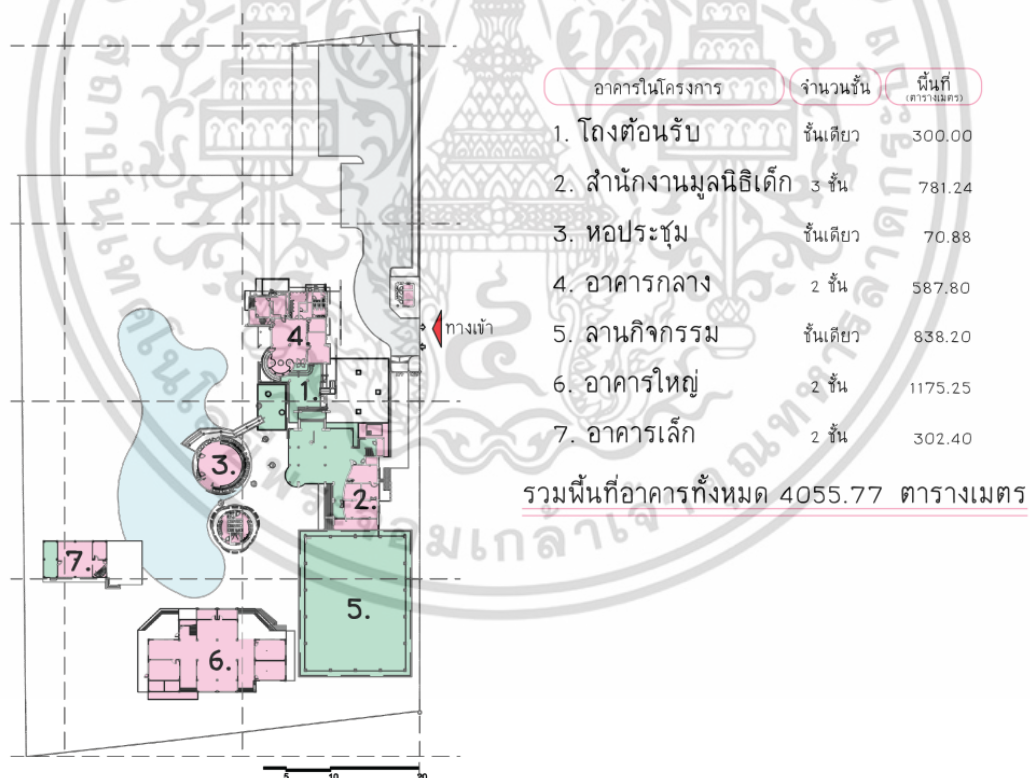 อาคารในโครงการ จำนวนชั้น พื้นที่
(ตารางเมตร)
1. โถงต้อนรับ ชั้นเดียว 300.00
2. สำนักงานมูลนิธิเด็ก 3 ชั้น 781.24
3. หอประชุม ชั้นเดียว 70.88
4. อาคารกลาง 2 ชั้น 587.80
5. ลานกิจกรรม ชั้นเดียว 838.20
6. อาคารใหญ่ 2 ชั้น 1175.25
7. อาคารเล็ก 2 ชั้น 302.40
รวมพื้นที่อาคารทั้งหมด 4055.77 ตารางเมตร
4.
ทางเข้า
1.
3.
2.
7.
5.
6.
5 10 20